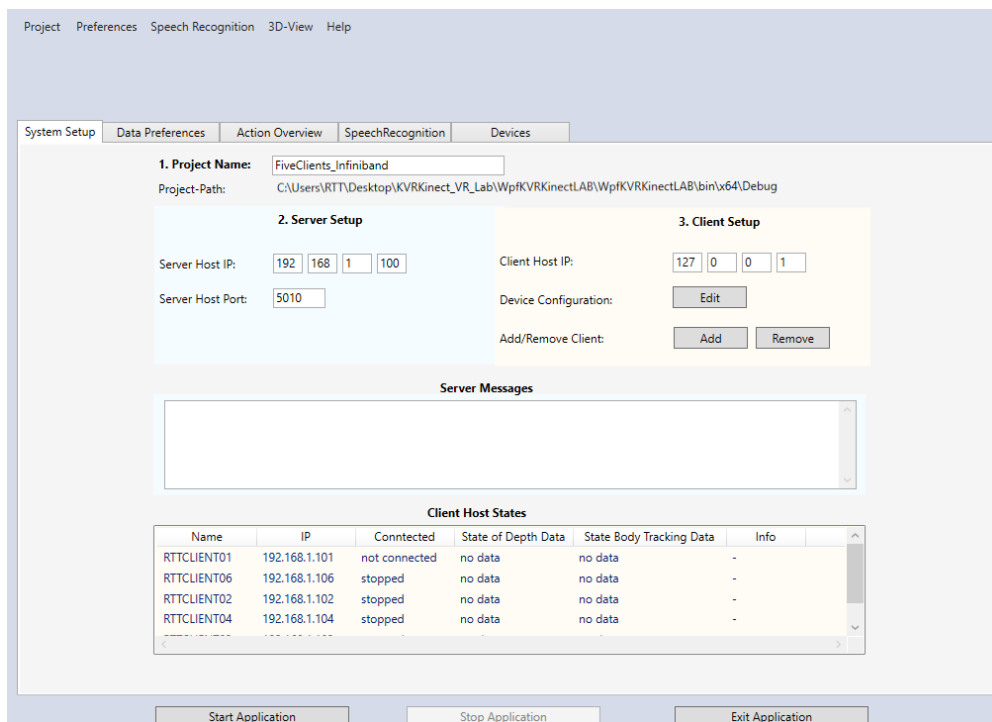 Project Preferences Speech Recognition 3D-View Help
System Setup Data Preferences Action Overview SpeechRecognition Devices
1. Project Name: FiveClients_Infiniband
Project-Path: C:\Users\RTT\Desktop\KVRKinect_VR_Lab\WpfKVRKinectLAB\WpfKVRKinectLAB\bin\x64\Debug
2. Server Setup
Server Host IP: 192 168 1 100
Server Host Port: 5010
3. Client Setup
Client Host IP: 127 0 0 1
Device Configuration: Edit
Add/Remove Client: Add Remove
Server Messages
Client Host States
Name IP Conntected State of Depth Data State Body Tracking Data Info
RTTCLIENT01 192.168.1.101 not connected no data no data -
RTTCLIENT06 192.168.1.106 stopped no data no data -
RTTCLIENT02 192.168.1.102 stopped no data no data -
RTTCLIENT04 192.168.1.104 stopped no data no data -
Start Application Stop Application Exit Application